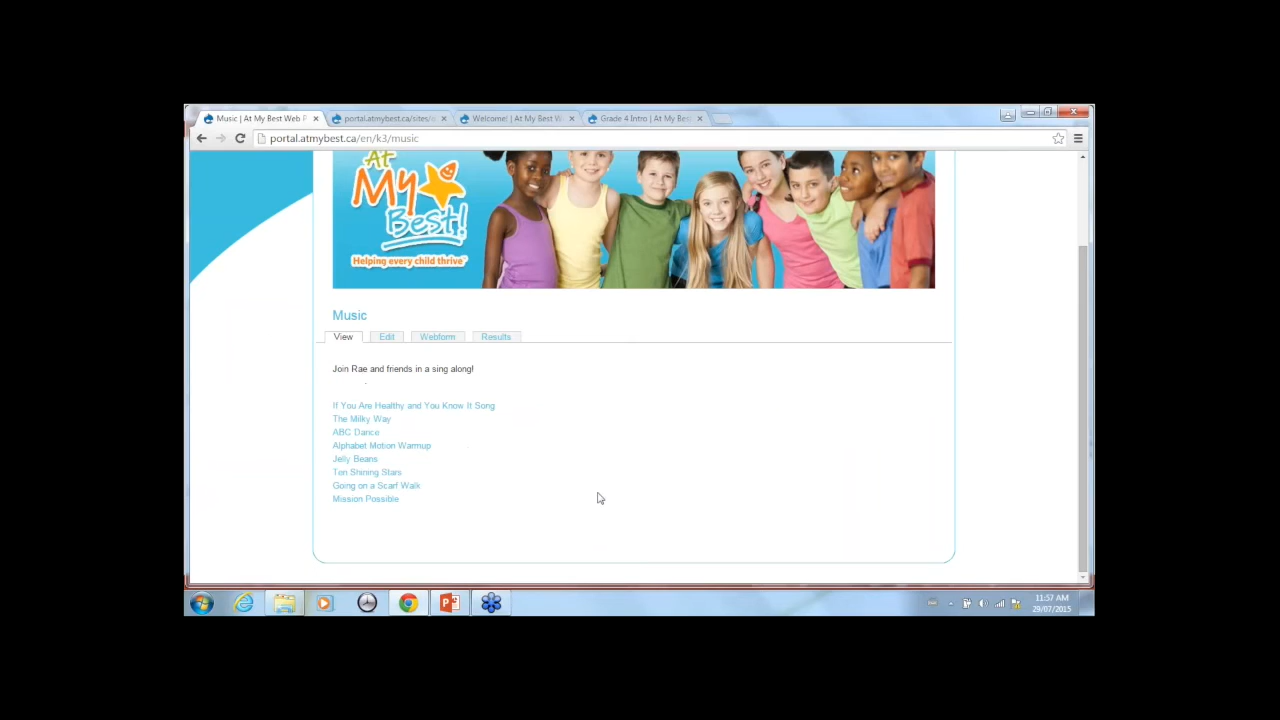 Music | At My Best Web P
portal.atmybest.ca/sites/
Welcome! | At My Best W
Grade 4 Intro | At My Bes
portal.atmybest.ca/en/k3/music
At
My
Best!
Helping every child thrive
Music
View Edit Webform Results
Join Rae and friends in a sing along!
If You Are Healthy and You Know It Song
The Milky Way
ABC Dance
Alphabet Motion Warmup
Jelly Beans
Ten Shining Stars
Going on a Scarf Walk
Mission Possible
11:57 AM
29/07/2015